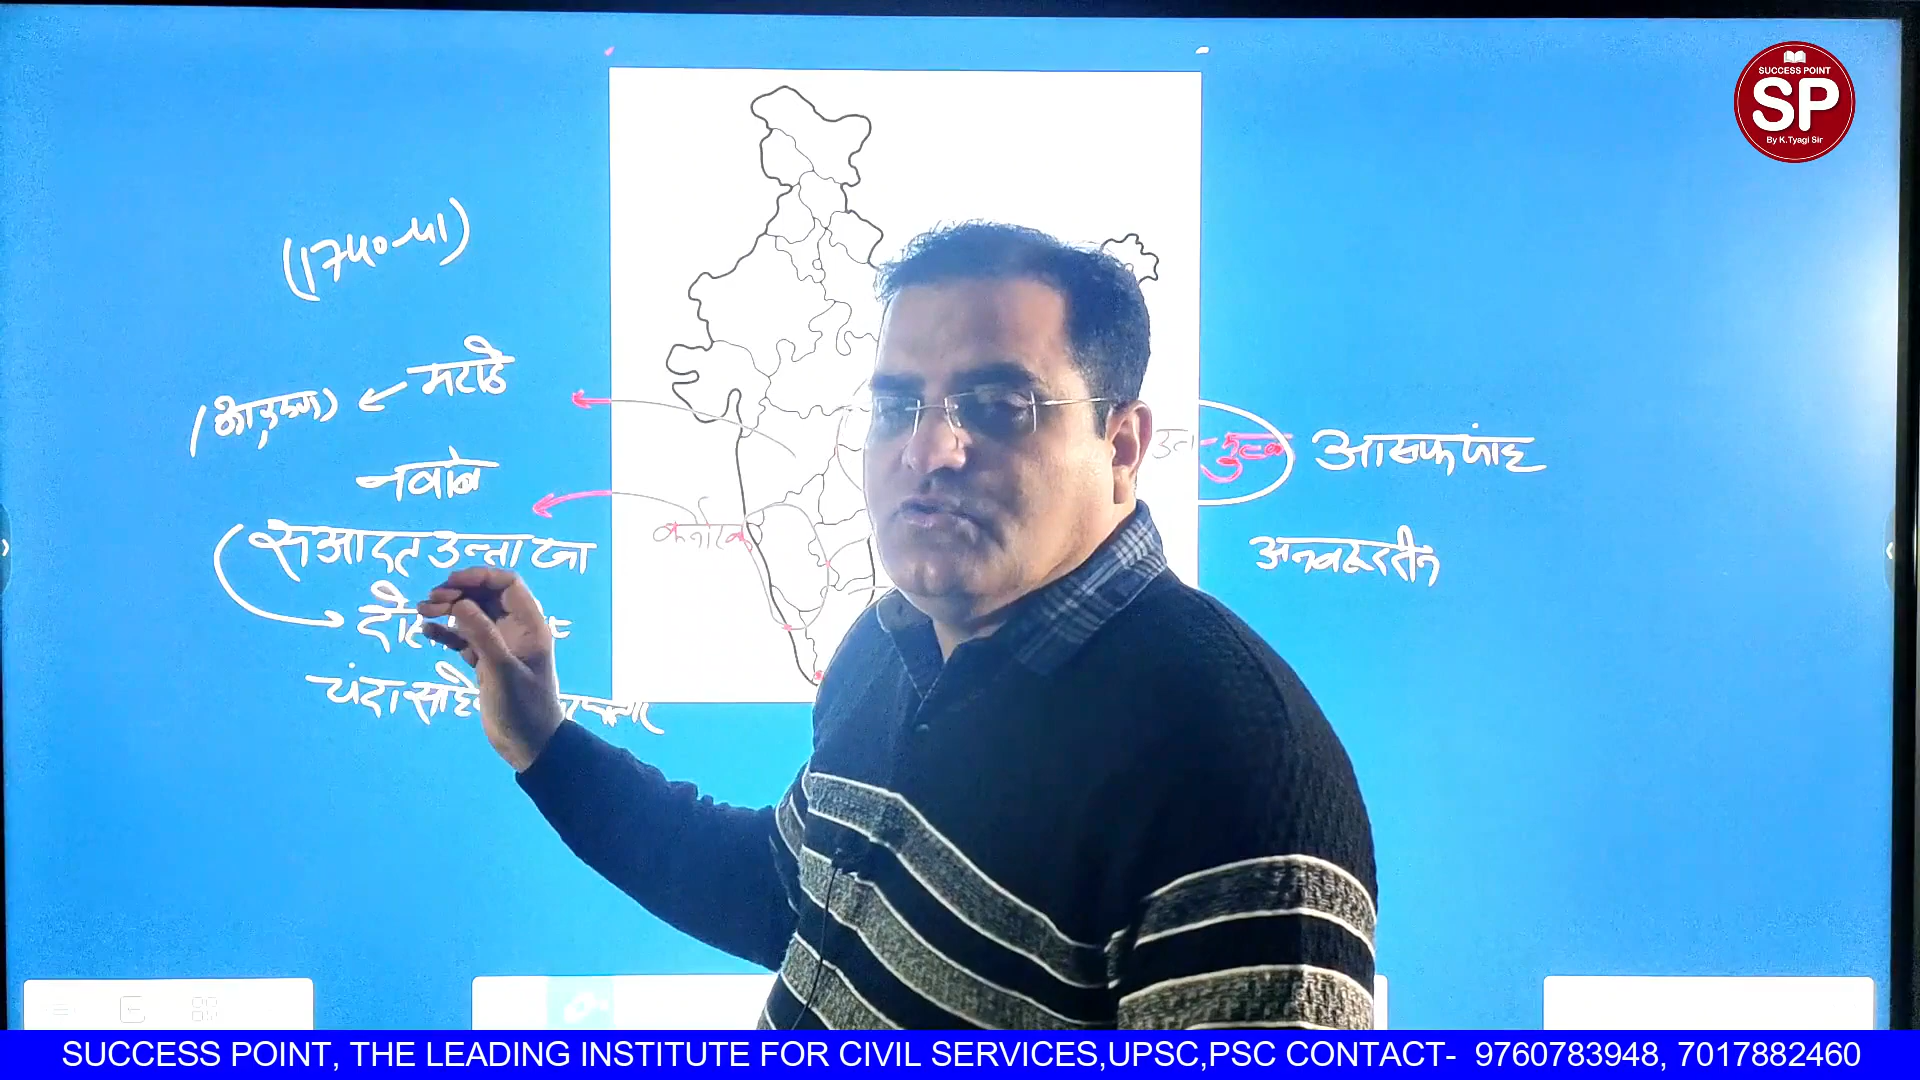 SUCCESS POINT
SP
By K.Tyagi Sir
(1740-41)
मराठे
नवाब
सआदतउल्ला खां
चंदा साहेब
कर्नाटक
मुल्क
आसफजांह
अनवरूद्दीन
SUCCESS POINT, THE LEADING INSTITUTE FOR CIVIL SERVICES,UPSC,PSC CONTACT- 9760783948, 7017882460